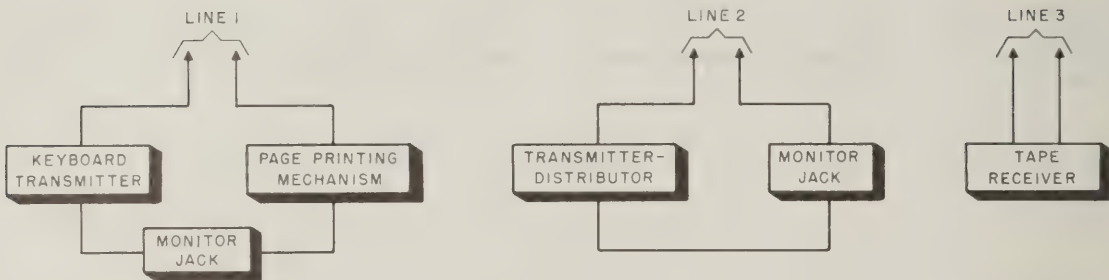 LINE 1
KEYBOARD
TRANSMITTER
PAGE PRINTING
MECHANISM
MONITOR
JACK
LINE 2
TRANSMITTER-
DISTRIBUTOR
MONITOR
JACK
LINE 3
TAPE
RECEIVER